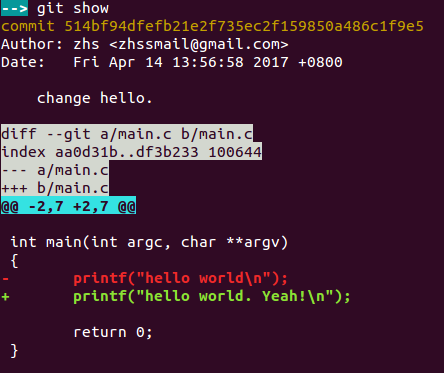 --> git show
commit 514bf94dfefb21e2f735ec2f159850a486c1f9e5
Author: zhs <zhssmail@gmail.com>
Date:   Fri Apr 14 13:56:58 2017 +0800

    change hello.

diff --git a/main.c b/main.c
index aa0d31b..df3b233 100644
--- a/main.c
+++ b/main.c
@@ -2,7 +2,7 @@

 int main(int argc, char **argv)
 {
-       printf("hello world\n");
+       printf("hello world. Yeah!\n");

        return 0;
 }